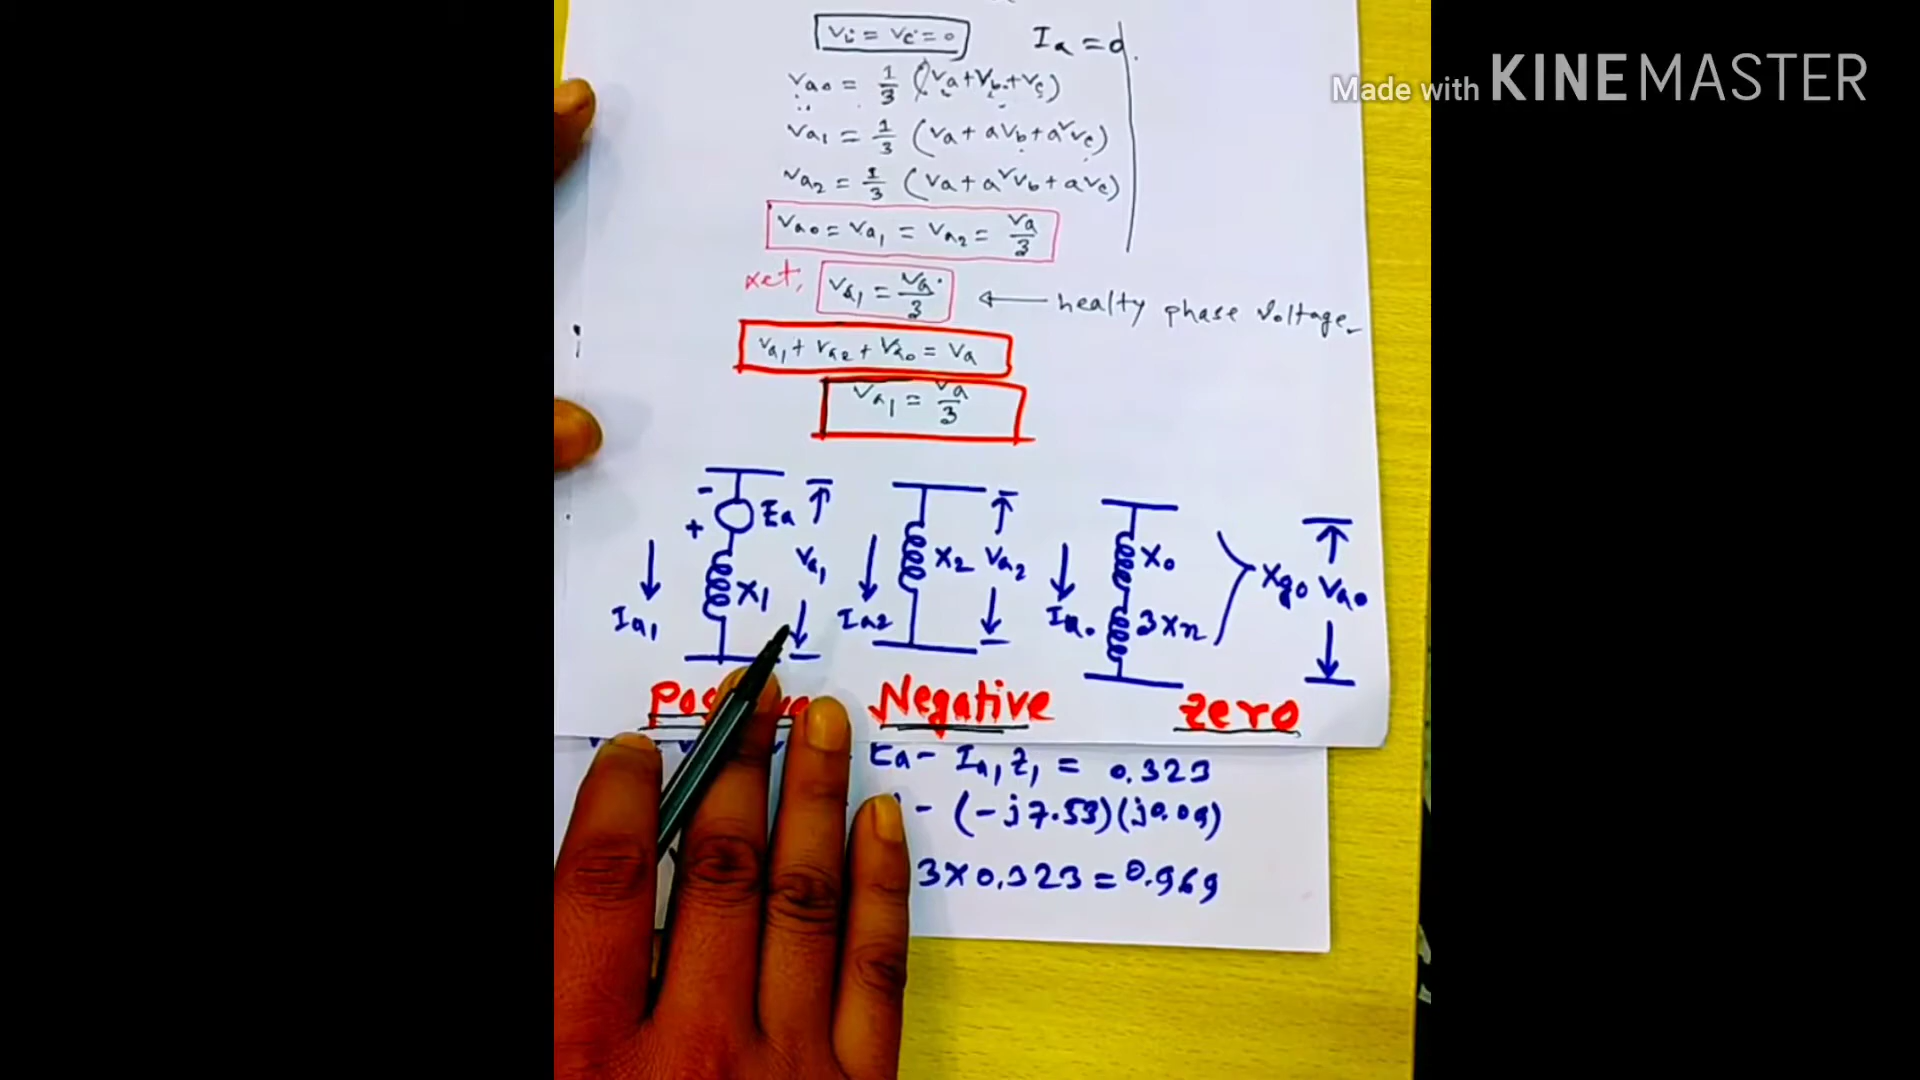 Vb = Vc = 0
Ia = 0.
Made with KINEMASTER
Va0 = 1/3 (Va+Vb+Vc)
Va1 = 1/3 (Va + aVb + a²Vc)
Va2 = 1/3 (Va + a²Vb + aVc)
Va0 = Va1 = Va2 = Va/3
Va1 = Va/3 ← healty phase voltage.
Va1 + Va2 + Va0 = Va
Va1 = Va/3
- + Ea Ia1 X1 Va1
Ia2 X2 Va2
Ia0 X0 3Xn Xg0 Va0
Negative
Zero
Ea - Ia1 Z1 = 0.323
- (-j7.53)(j0.09)
3X0.323 = 0.969